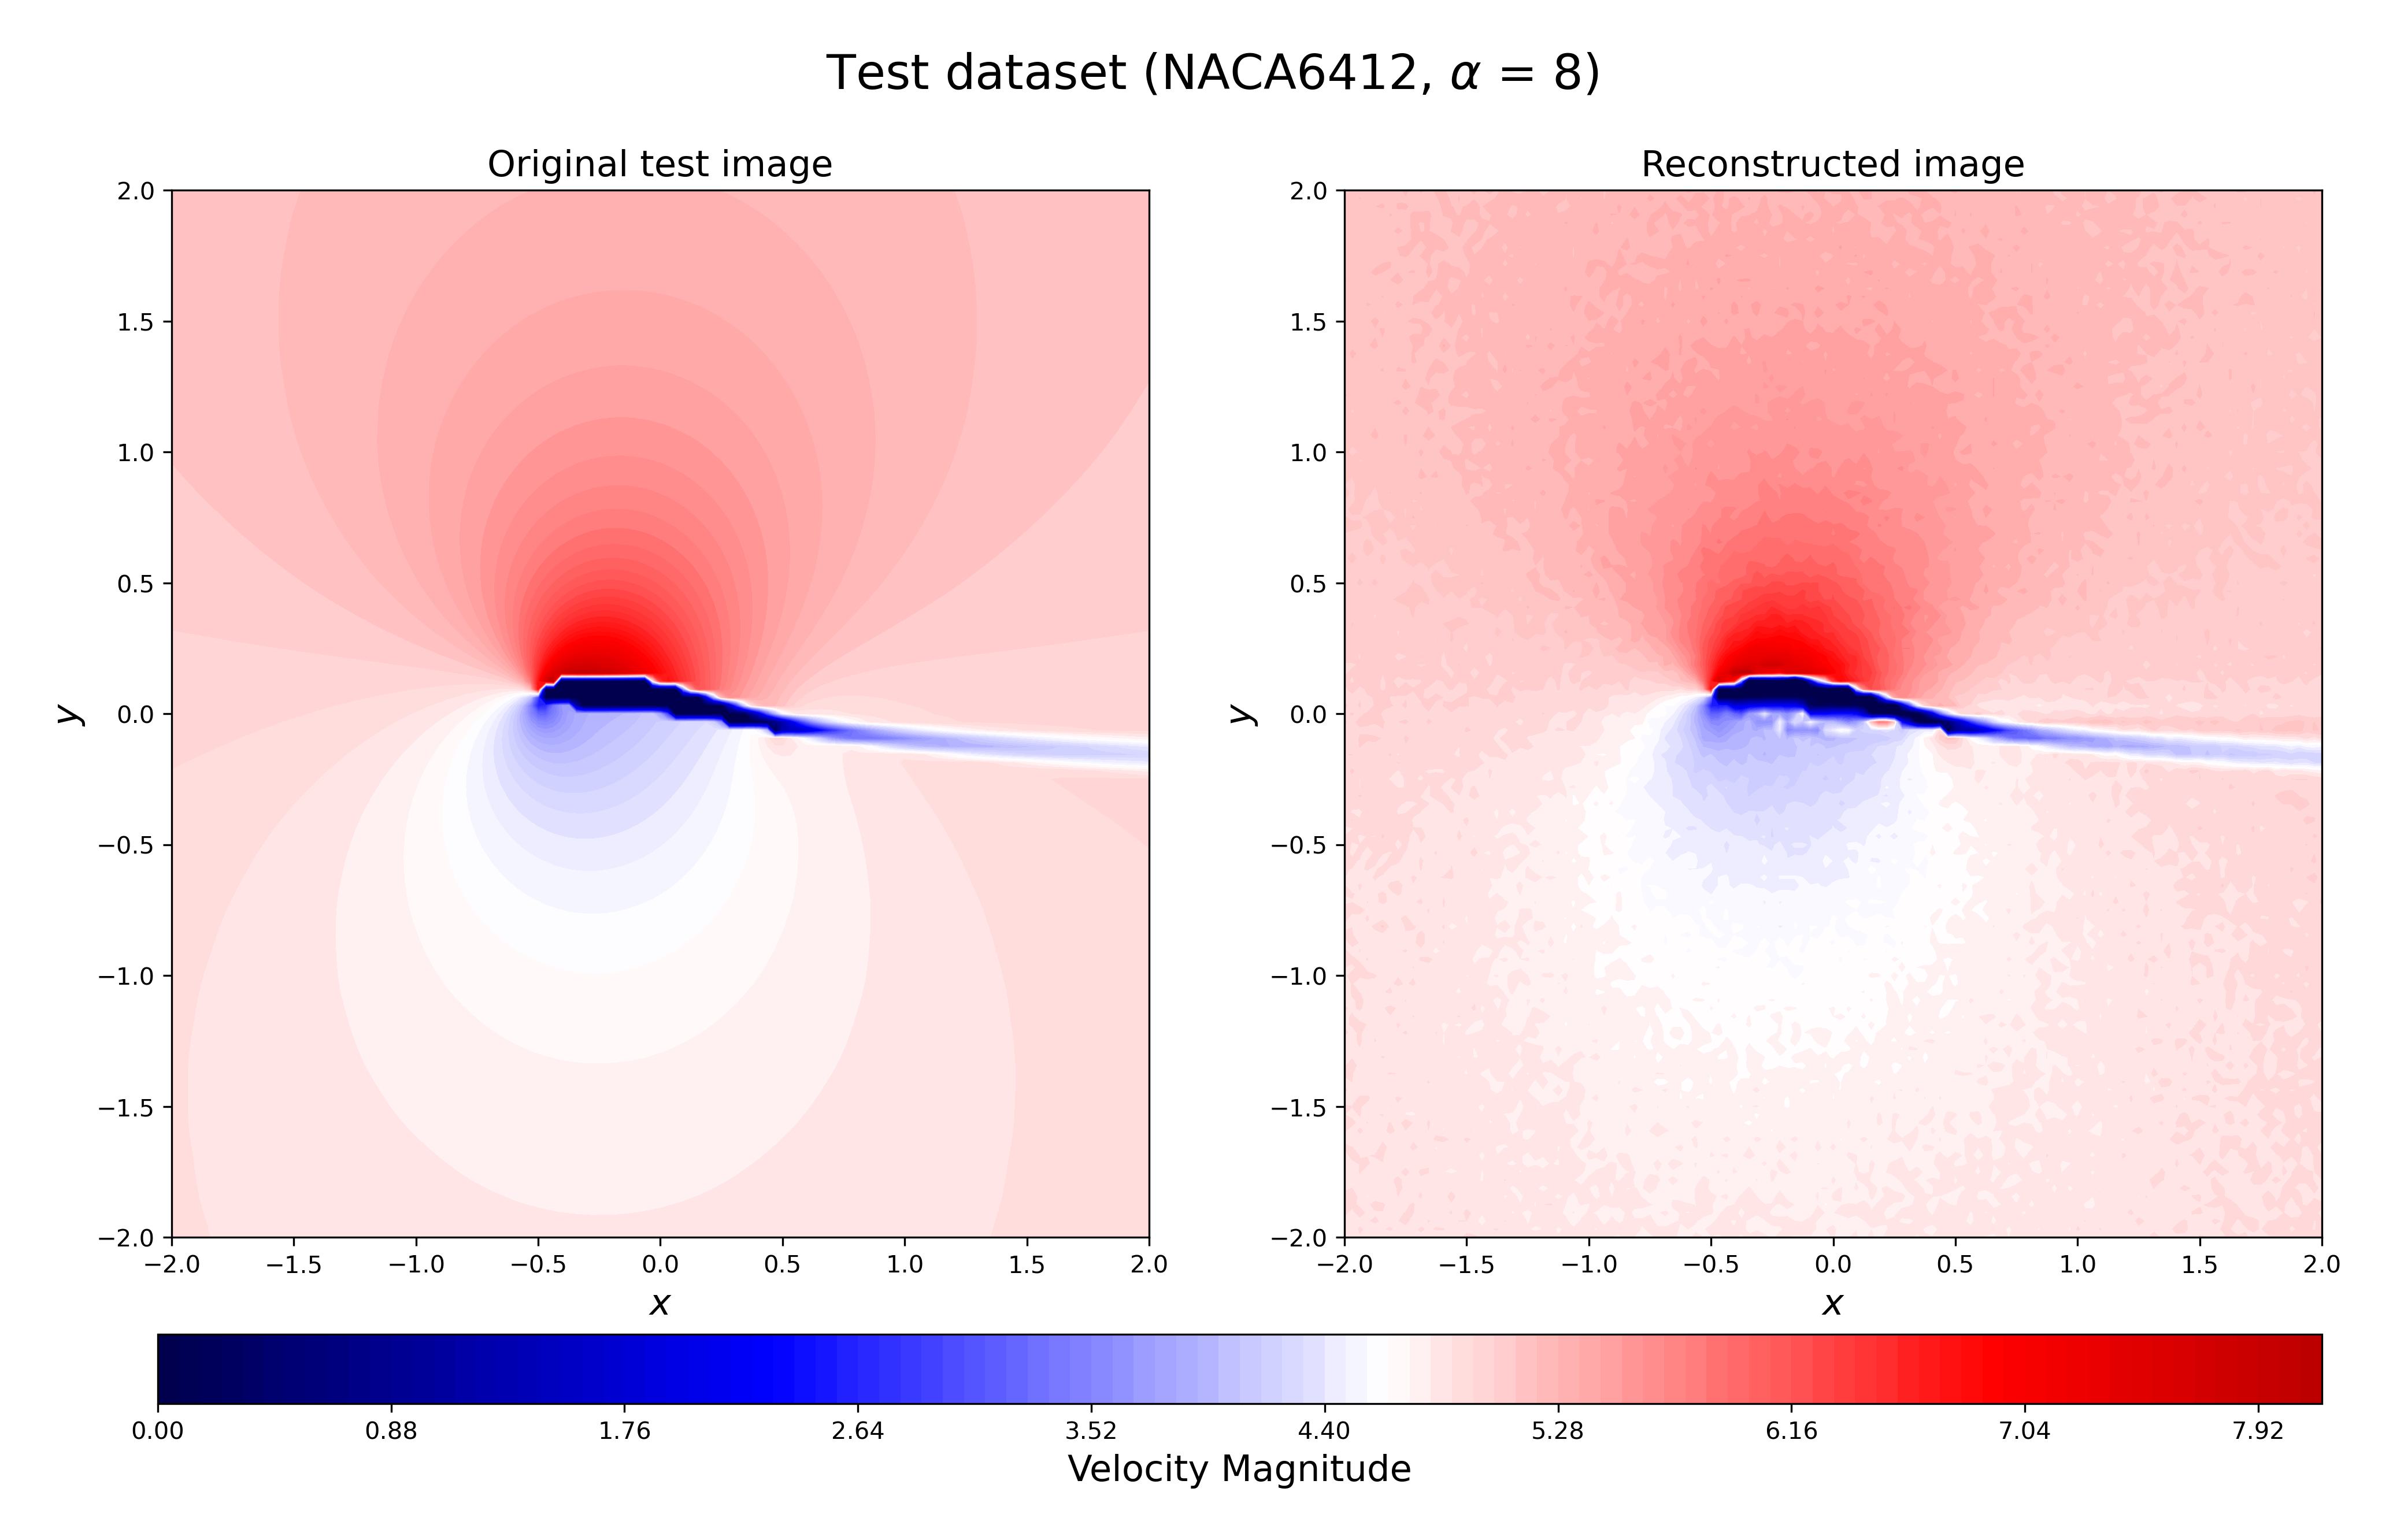 Test dataset (NACA6412, α = 8)
Original test image
Reconstructed image
2.0
1.5
1.0
0.5
0.0
−0.5
−1.0
−1.5
−2.0
y
−2.0 −1.5 −1.0 −0.5 0.0 0.5 1.0 1.5 2.0
x
2.0
1.5
1.0
0.5
0.0
−0.5
−1.0
−1.5
−2.0
y
−2.0 −1.5 −1.0 −0.5 0.0 0.5 1.0 1.5 2.0
x
0.00 0.88 1.76 2.64 3.52 4.40 5.28 6.16 7.04 7.92
Velocity Magnitude